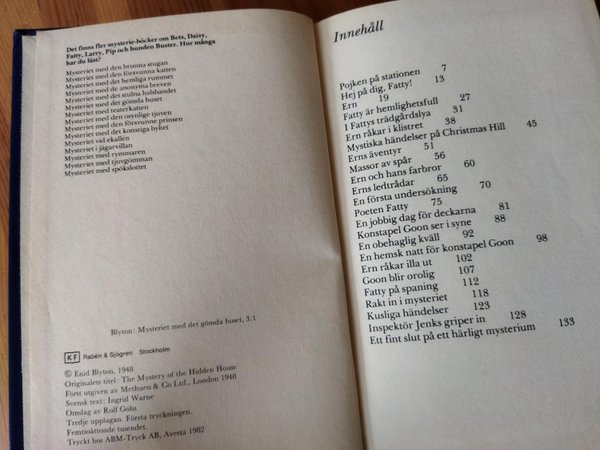 Det finns fler mysterie-böcker om Bets, Daisy,
Fatty, Larry, Pip och hunden Buster. Hur många
har du läst?
Mysteriet med den brunna stugan
Mysteriet med den försvunna katten
Mysteriet med det hemliga rummet
Mysteriet med de anonyma breven
Mysteriet med det stulna halsbandet
Mysteriet med det gömda huset
Mysteriet med teaterkatten
Mysteriet med den osynlige tjuven
Mysteriet med den försvunne prinsen
Mysteriet med det konstiga byltet
Mysteriet vid ekallén
Mysteriet i jägarvillan
Mysteriet med rymmaren
Mysteriet med tjuvgömman
Mysteriet med spökslottet
Blyton: Mysteriet med det gömda huset, 3:1
KF Rabén & Sjögren Stockholm
© Enid Blyton, 1948
Originalets titel: The Mystery of the Hidden House
Först utgiven av Methuen & Co Ltd., London 1948
Svensk text: Ingrid Warne
Omslag av Rolf Gohs
Tredje upplagan. Första tryckningen.
Femtioåttonde tusendet.
Tryckt hos ABM-Tryck AB, Avesta 1982
Innehåll
Pojken på stationen 7
Hej på dig, Fatty! 13
Ern 19
Fatty är hemlighetsfull 27
I Fattys trädgårdslya 31
Ern råkar i klistret 38
Mystiska händelser på Christmas Hill 45
Erns äventyr 51
Massor av spår 56
Ern och hans farbror 60
Erns ledtrådar 65
En första undersökning 70
Poeten Fatty 75
En jobbig dag för deckarna 81
Konstapel Goon ser i syne 88
En obehaglig kväll 92
En hemsk natt för konstapel Goon 98
Ern råkar illa ut 102
Goon blir orolig 107
Fatty på spaning 112
Rakt in i mysteriet 118
Kusliga händelser 123
Inspektör Jenks griper in 128
Ett fint slut på ett härligt mysterium 133